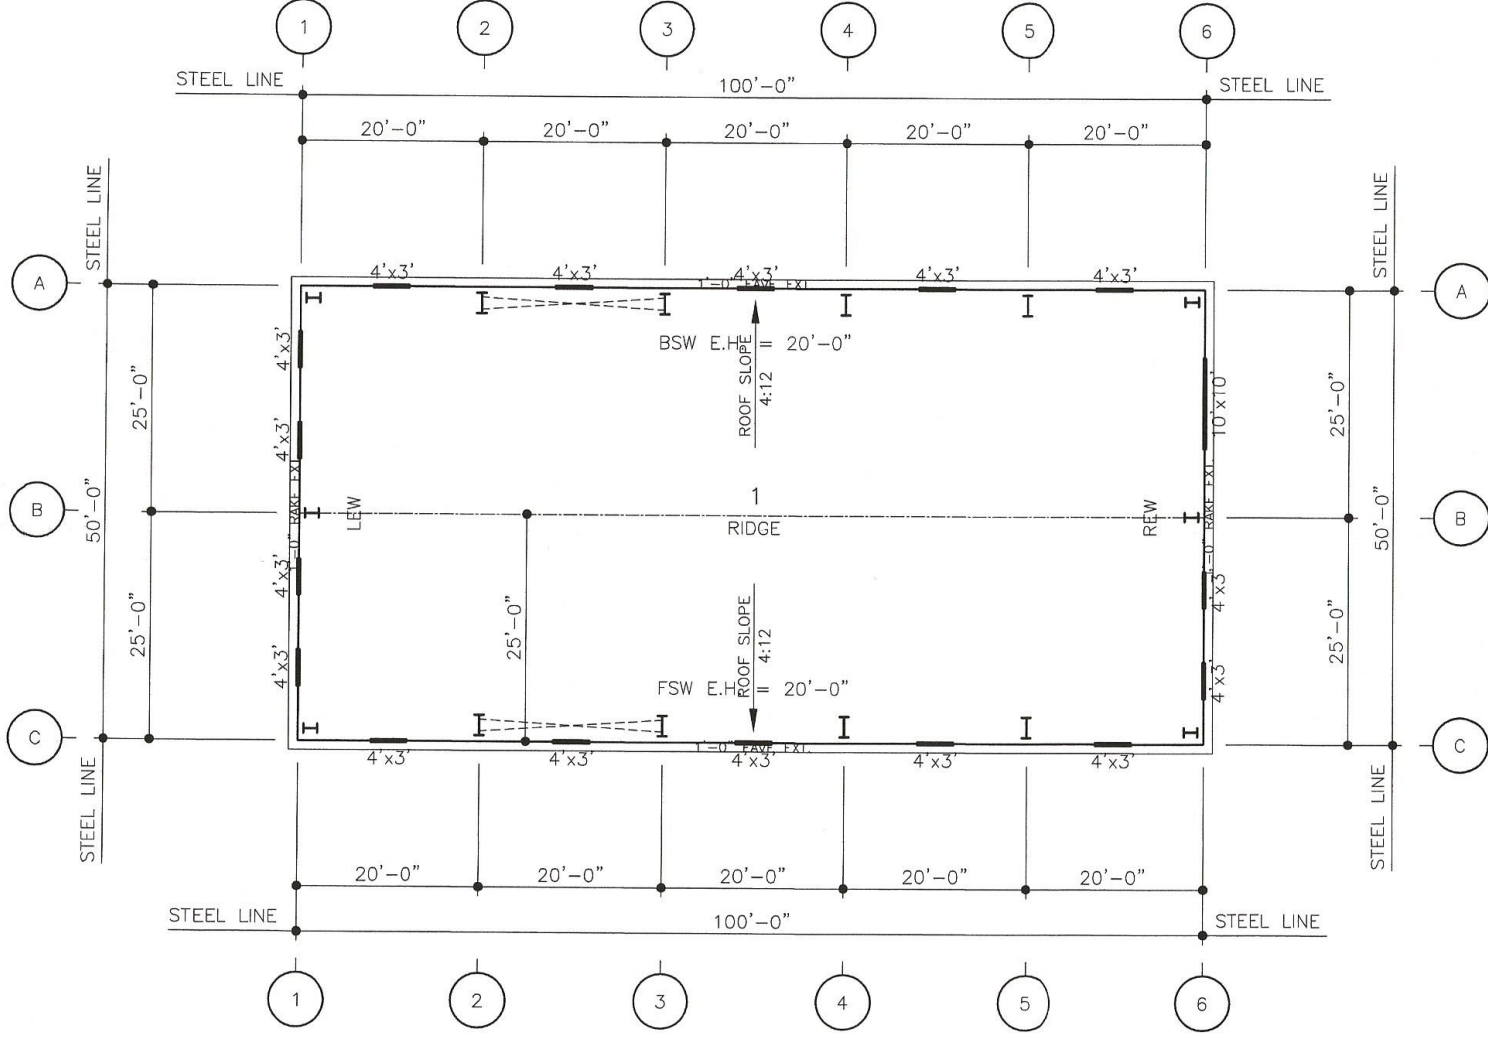 1 2 3 4 5 6
STEEL LINE 100'-0" STEEL LINE
20'-0" 20'-0" 20'-0" 20'-0" 20'-0"
STEEL LINE
STEEL LINE
A
A
4'x3' 4'x3' 4'x3' 4'x3' 4'x3'
1'-0" EAVE EXT.
BSW E.H. = 20'-0"
4'x3'
ROOF SLOPE
4:12
25'-0"
10'x10'
25'-0"
4'x3'
B
50'-0"
1'-0" RAKE EXT.
LEW
1
RIDGE
REW
1'-0" RAKE EXT.
50'-0"
B
4'x3'
4'x3'
25'-0"
25'-0"
ROOF SLOPE
4:12
25'-0"
4'x3'
4'x3'
FSW E.H. = 20'-0"
C
C
1'-0" EAVE EXT.
4'x3' 4'x3' 4'x3' 4'x3' 4'x3'
STEEL LINE
STEEL LINE
20'-0" 20'-0" 20'-0" 20'-0" 20'-0"
STEEL LINE 100'-0" STEEL LINE
1 2 3 4 5 6